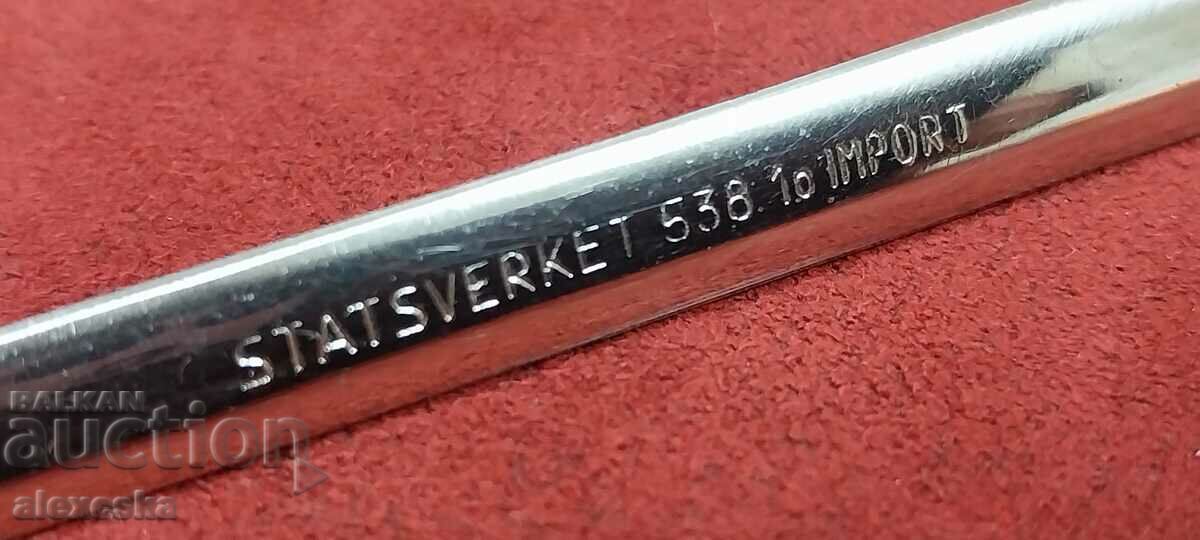 STATSVERKET 538 1o IMPORT
BALKAN
auction
alexeska